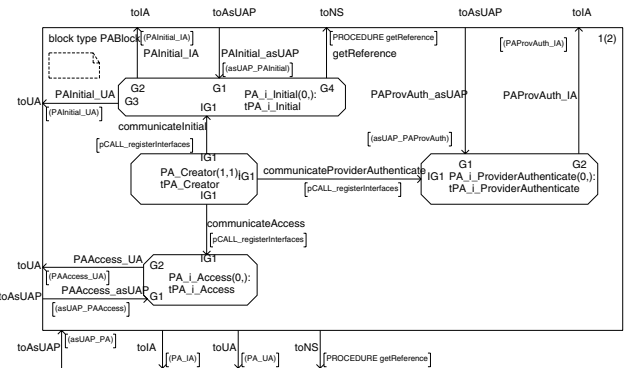 toIA
toAsUAP
toNS
toAsUAP
toIA
block type PABlock
[(PAInitial_IA)]
[PROCEDURE getReference]
[(PAProvAuth_IA)]
1(2)
PAInitial_IA
PAInitial_asUAP
getReference
[(asUAP_PAInitial)]
PAInitial_UA
G2
G1
PA_i_Initial(0,):
G4
PAProvAuth_asUAP
PAProvAuth_IA
toUA
G3
tPA_i_Initial
[(PAInitial_UA)]
IG1
communicateInitial
[(asUAP_PAProvAuth)]
[pCALL_registerInterfaces]
IG1
PA_Creator(1,1):
IG1
communicateProviderAuthenticate
G1
G2
tPA_Creator
IG1
PA_i_ProviderAuthenticate(0,):
IG1
[pCALL_registerInterfaces]
tPA_i_ProviderAuthenticate
communicateAccess
[pCALL_registerInterfaces]
PAAccess_UA
IG1
toUA
G2
[(PAAccess_UA)]
PA_i_Access(0,):
toAsUAP
PAAccess_asUAP
G1
tPA_i_Access
[(asUAP_PAAccess)]
toAsUAP
[(asUAP_PA)]
toIA
toUA
toNS
[(PA_IA)]
[(PA_UA)]
[PROCEDURE getReference]